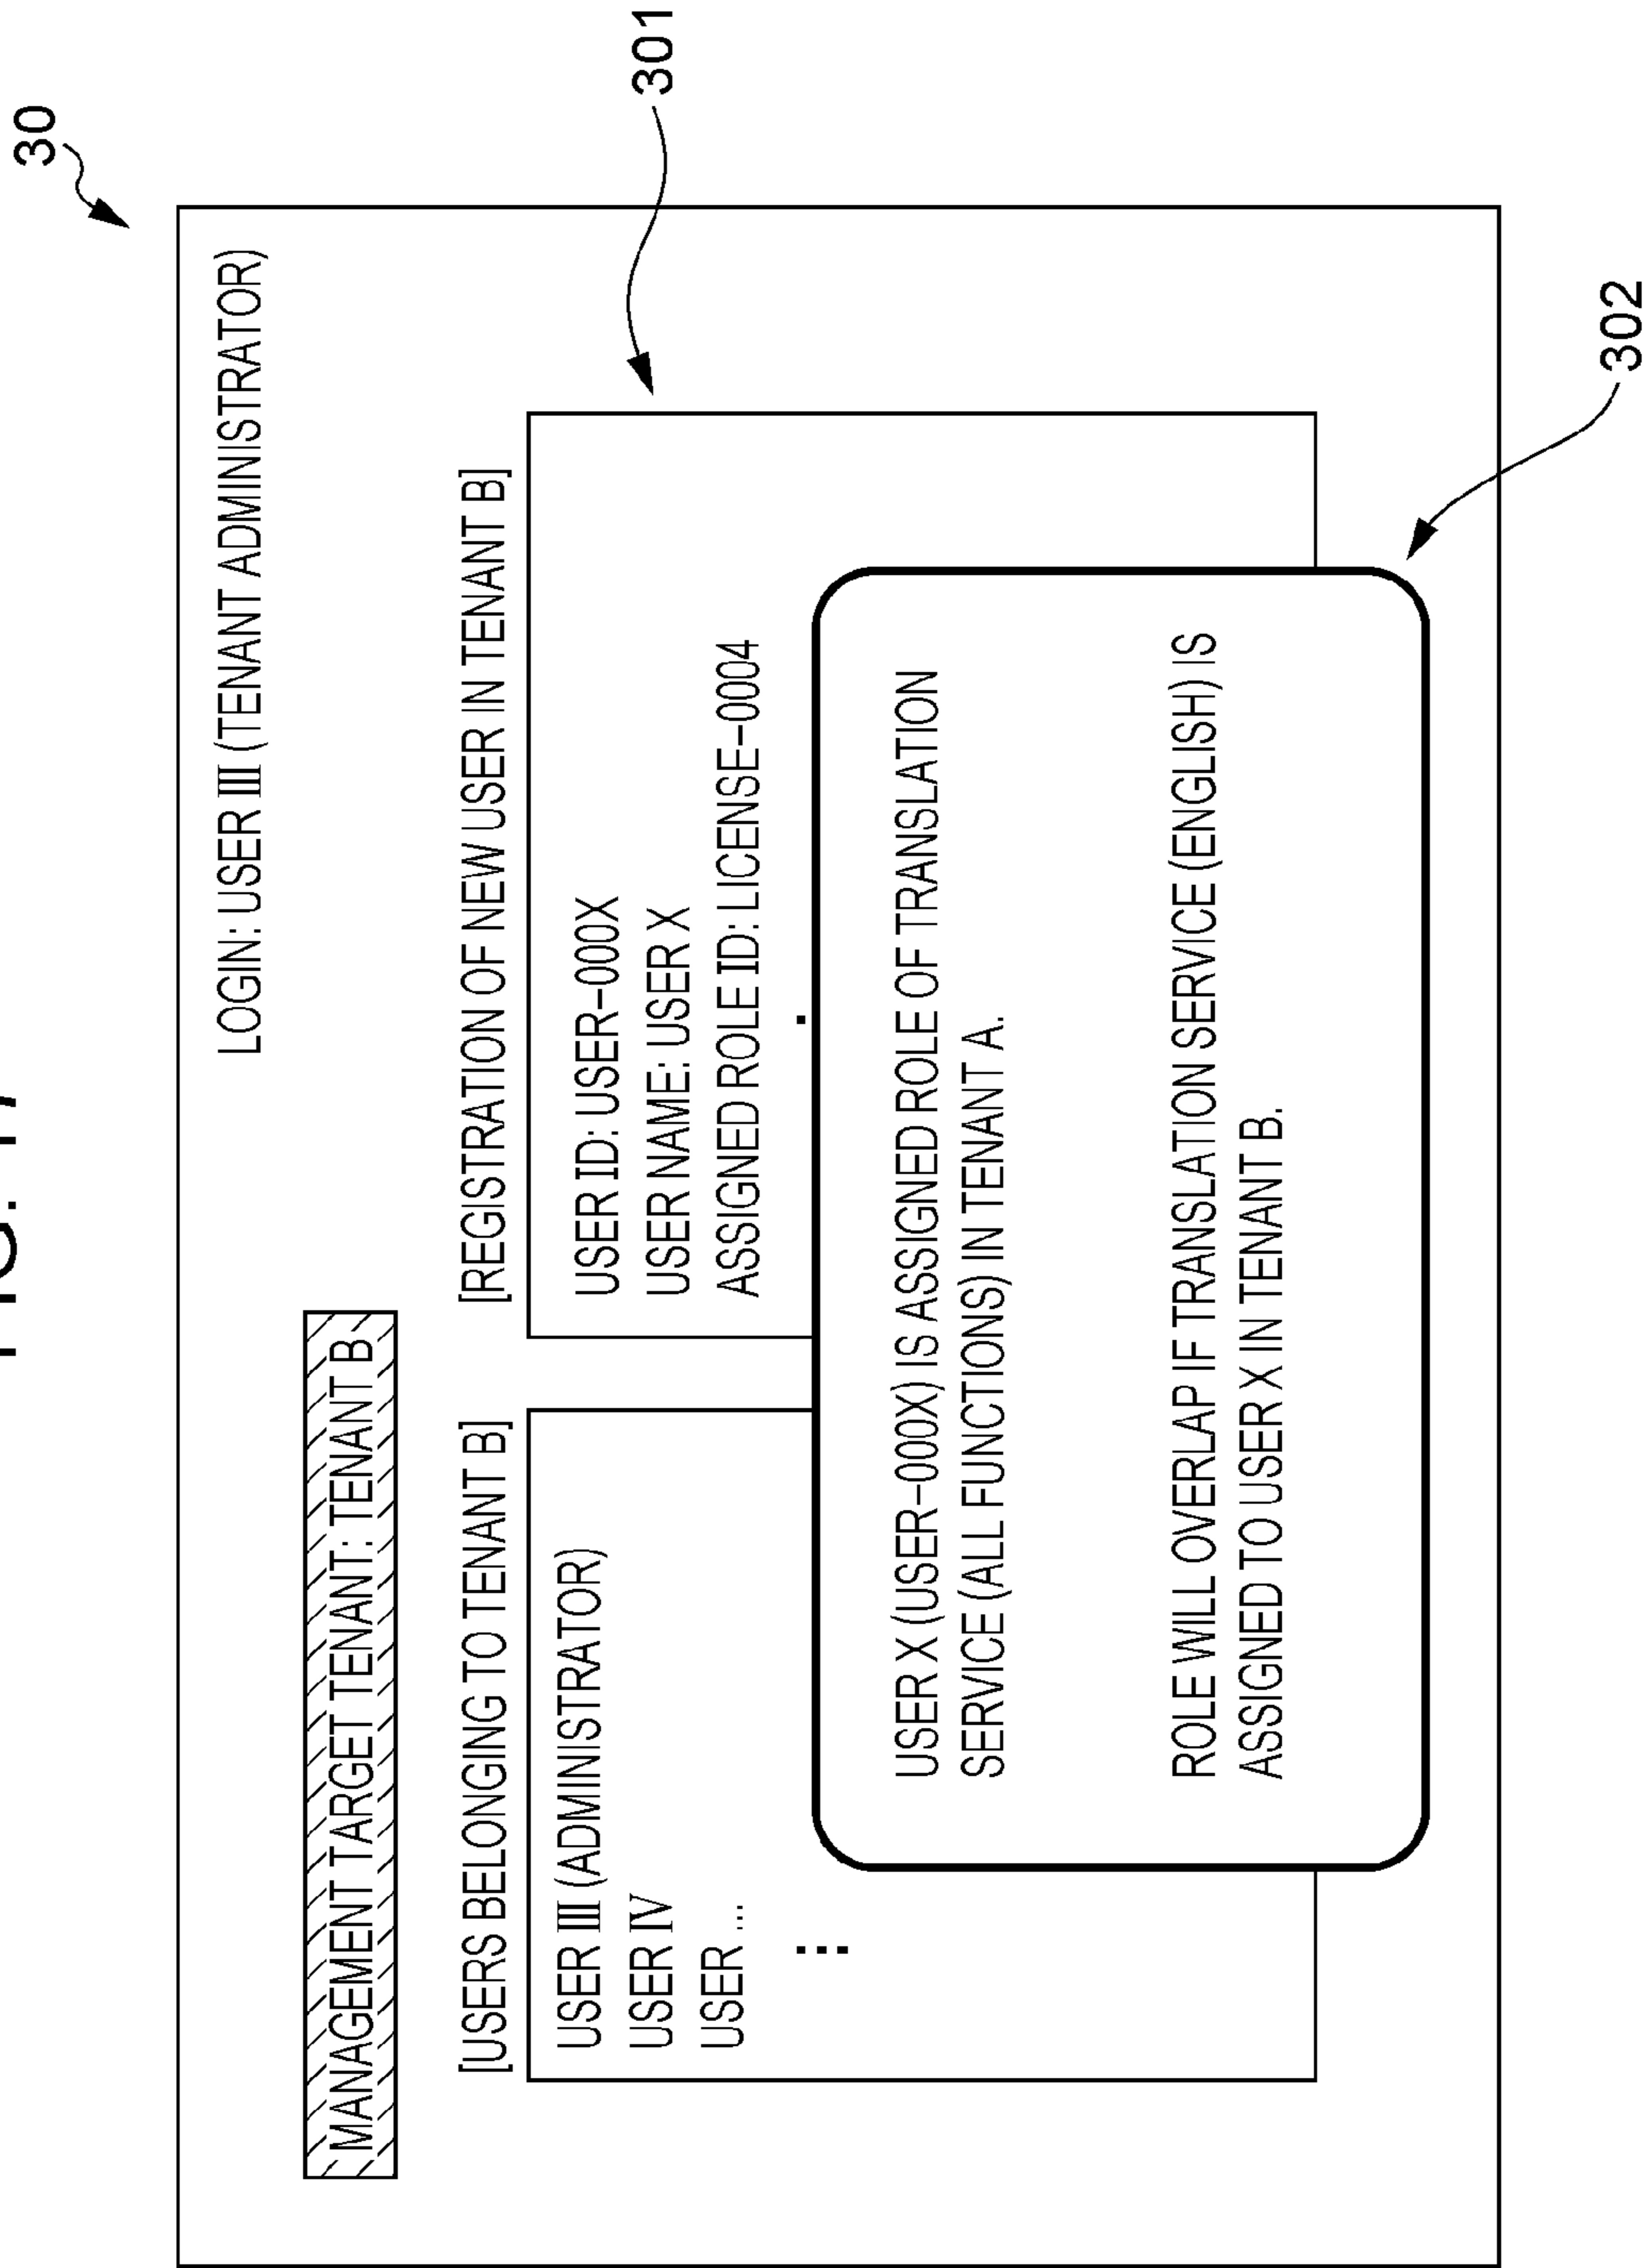 30
LOGIN: USER III (TENANT ADMINISTRATOR)
MANAGEMENT TARGET TENANT: TENANT B
[USERS BELONGING TO TENANT B]
USER III (ADMINISTRATOR)
USER IV
USER ...
[REGISTRATION OF NEW USER IN TENANT B]
301
USER ID: USER-000X
USER NAME: USER X
ASSIGNED ROLE ID: LICENSE-0004
USER X (USER-000X) IS ASSIGNED ROLE OF TRANSLATION
SERVICE (ALL FUNCTIONS) IN TENANT A.
ROLE WILL OVERLAP IF TRANSLATION SERVICE (ENGLISH) IS
ASSIGNED TO USER X IN TENANT B.
302